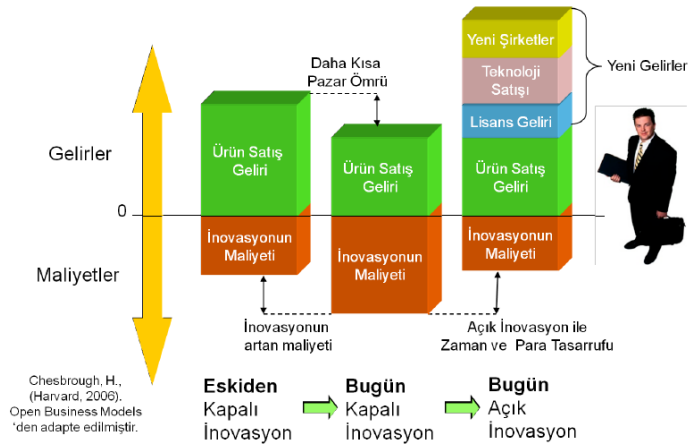 Yeni Şirketler
Teknoloji
Satışı
Lisans Geliri
Yeni Gelirler
Daha Kısa
Pazar Ömrü
Ürün Satış
Geliri
Ürün Satış
Geliri
Ürün Satış
Geliri
Gelirler
0
Maliyetler
İnovasyonun
Maliyeti
İnovasyonun
Maliyeti
İnovasyonun
Maliyeti
İnovasyonun
artan maliyeti
Açık İnovasyon ile
Zaman ve Para Tasarrufu
Chesbrough, H.,
(Harvard, 2006).
Open Business Models
'den adapte edilmiştir.
Eskiden
Kapalı
İnovasyon
Bugün
Kapalı
İnovasyon
Bugün
Açık
İnovasyon